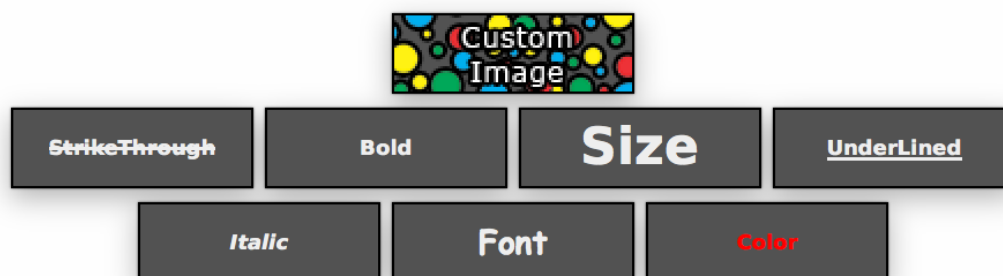 Custom
Image
StrikeThrough
Bold
Size
UnderLined
Italic
Font
Color